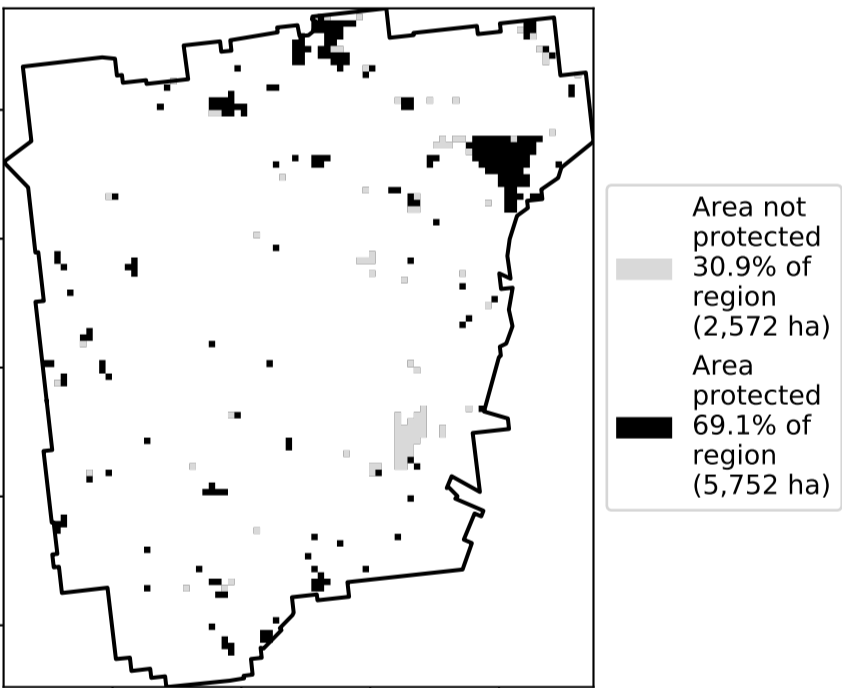 Area not
protected
30.9% of
region
(2,572 ha)
Area
protected
69.1% of
region
(5,752 ha)